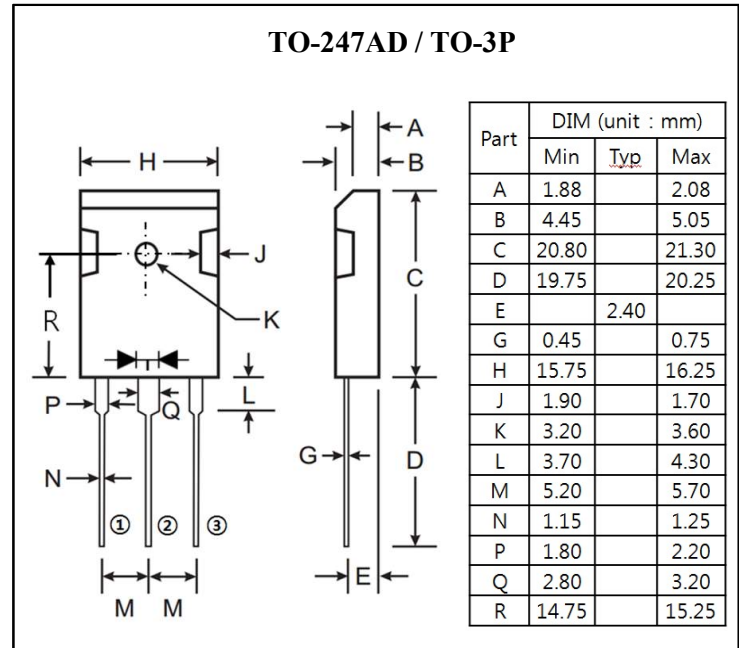 TO-247AD / TO-3P
H
J
K
R
P
Q
L
N
① ② ③
M M
A
B
C
G
D
E
Part DIM (unit : mm)
Min Typ Max
A 1.88 2.08
B 4.45 5.05
C 20.80 21.30
D 19.75 20.25
E 2.40
G 0.45 0.75
H 15.75 16.25
J 1.90 1.70
K 3.20 3.60
L 3.70 4.30
M 5.20 5.70
N 1.15 1.25
P 1.80 2.20
Q 2.80 3.20
R 14.75 15.25